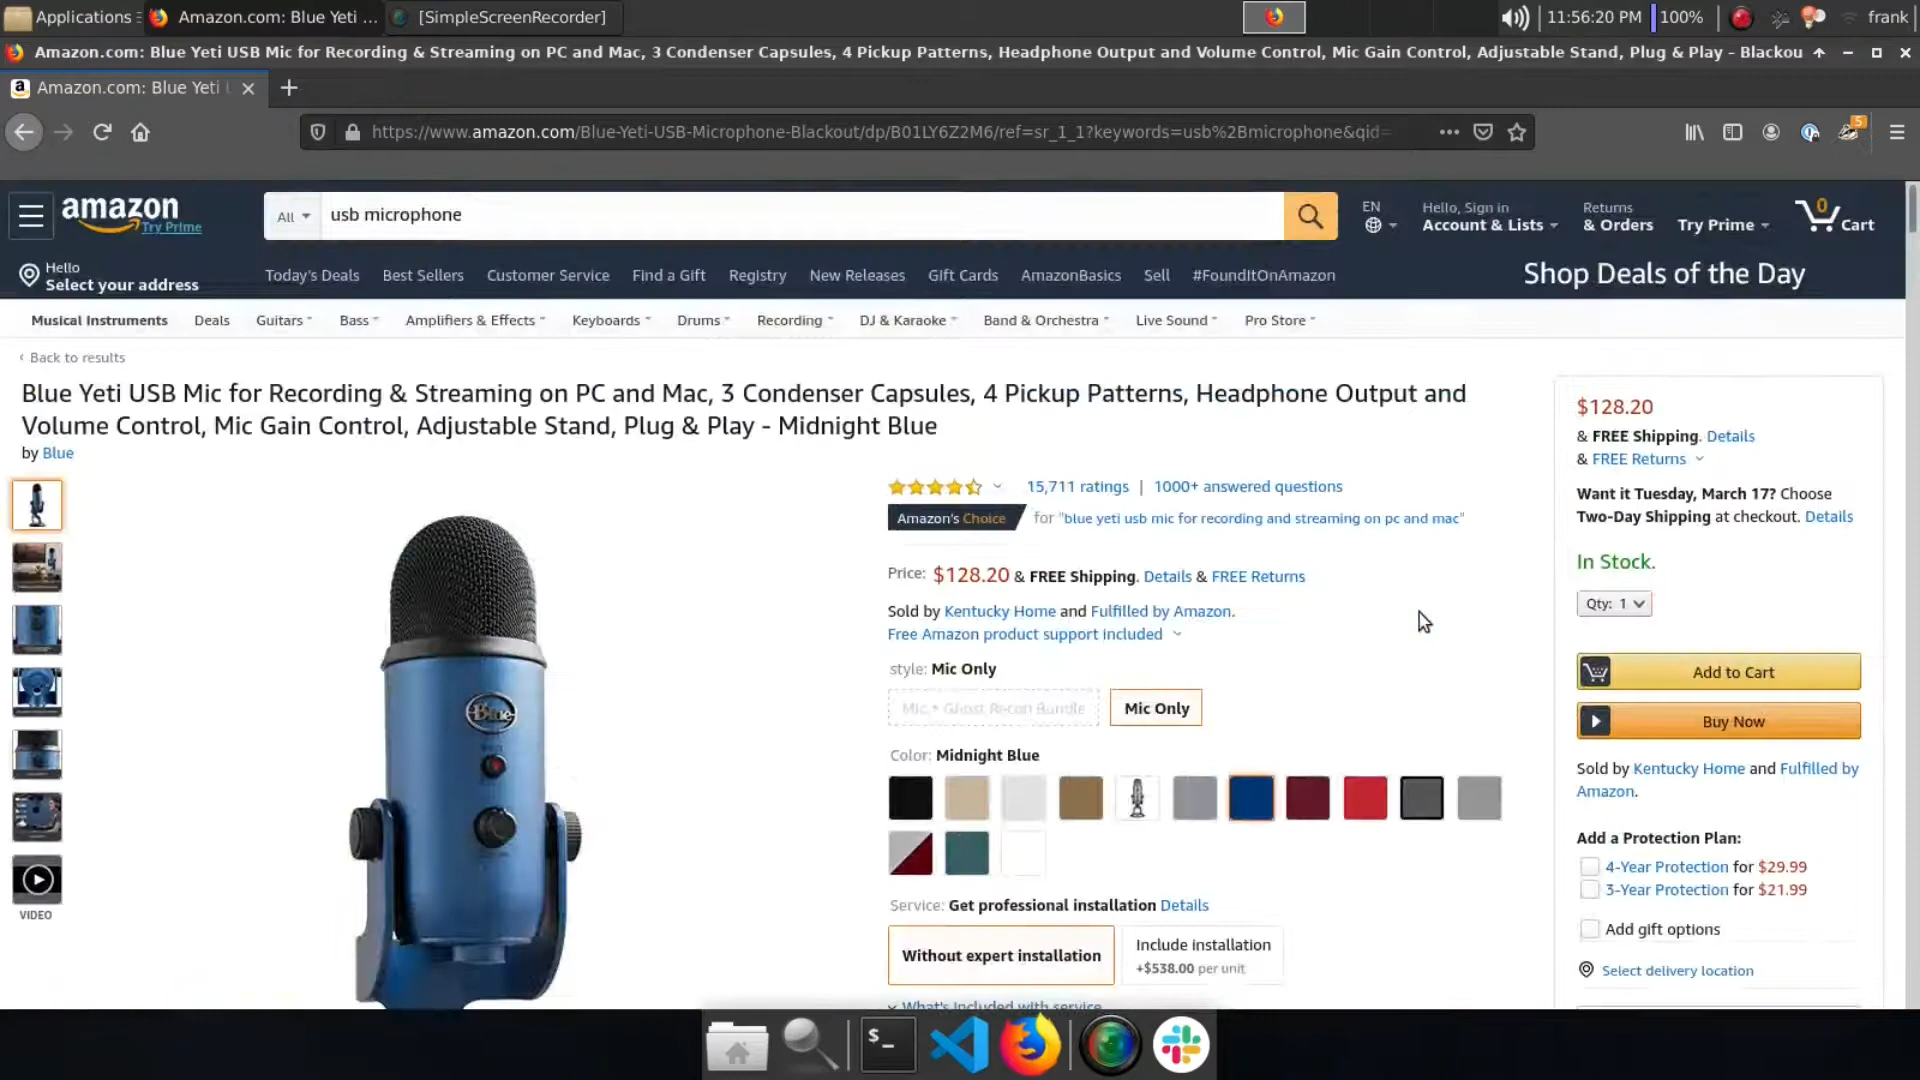 Applications
Amazon.com: Blue Yeti ...
[SimpleScreenRecorder]
11:56:20 PM
100%
frank
Amazon.com: Blue Yeti USB Mic for Recording & Streaming on PC and Mac, 3 Condenser Capsules, 4 Pickup Patterns, Headphone Output and Volume Control, Mic Gain Control, Adjustable Stand, Plug & Play - Blackou
Amazon.com: Blue Yeti
https://www.amazon.com/Blue-Yeti-USB-Microphone-Blackout/dp/B01LY6Z2M6/ref=sr_1_1?keywords=usb%2Bmicrophone&qid=
5
amazon
Try Prime
All
usb microphone
EN
Hello, Sign in
Account & Lists
Returns
& Orders
Try Prime
0
Cart
Hello
Select your address
Today's Deals
Best Sellers
Customer Service
Find a Gift
Registry
New Releases
Gift Cards
AmazonBasics
Sell
#FoundItOnAmazon
Shop Deals of the Day
Musical Instruments
Deals
Guitars
Bass
Amplifiers & Effects
Keyboards
Drums
Recording
DJ & Karaoke
Band & Orchestra
Live Sound
Pro Store
‹ Back to results
Blue Yeti USB Mic for Recording & Streaming on PC and Mac, 3 Condenser Capsules, 4 Pickup Patterns, Headphone Output and
Volume Control, Mic Gain Control, Adjustable Stand, Plug & Play - Midnight Blue
by Blue
15,711 ratings | 1000+ answered questions
Amazon's Choice for "blue yeti usb mic for recording and streaming on pc and mac"
Price: $128.20 & FREE Shipping. Details & FREE Returns
Sold by Kentucky Home and Fulfilled by Amazon.
Free Amazon product support included
style: Mic Only
Mic + Ghost Recon Bundle
Mic Only
Color: Midnight Blue
Service: Get professional installation Details
Without expert installation
Include installation
+$538.00 per unit
What's included with service
Blue
VIDEO
$128.20
& FREE Shipping. Details
& FREE Returns
Want it Tuesday, March 17? Choose
Two-Day Shipping at checkout. Details
In Stock.
Qty: 1
Add to Cart
Buy Now
Sold by Kentucky Home and Fulfilled by
Amazon.
Add a Protection Plan:
4-Year Protection for $29.99
3-Year Protection for $21.99
Add gift options
Select delivery location
$_